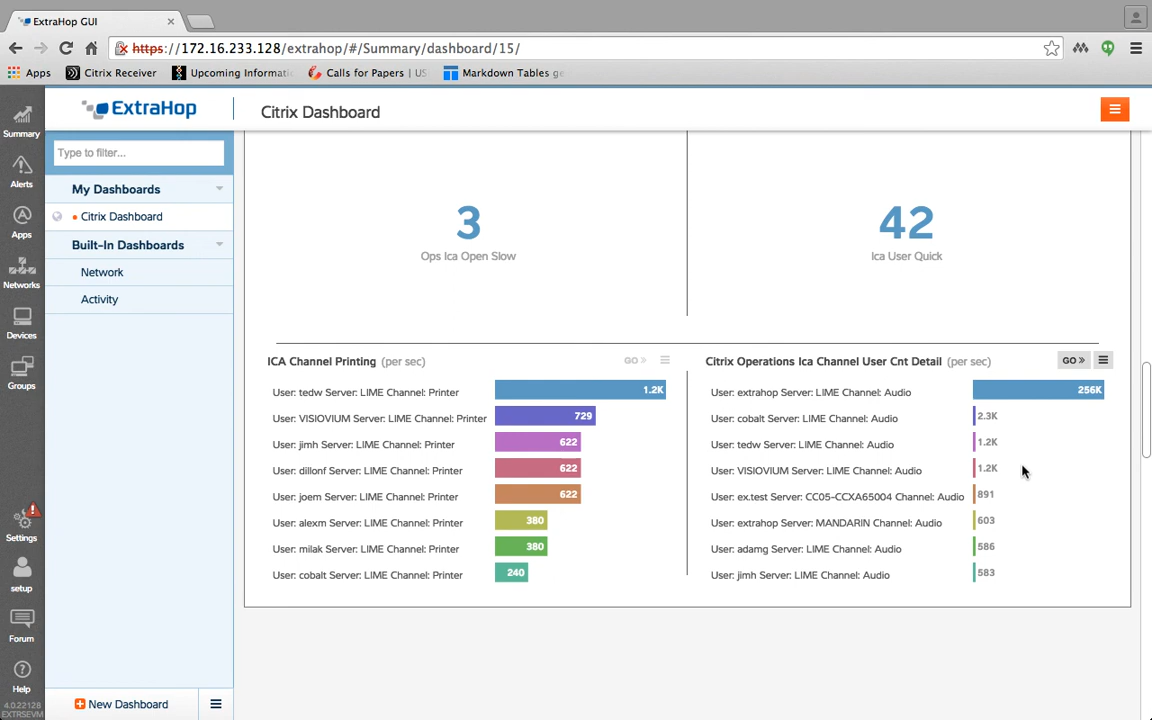 ExtraHop GUI
https://172.16.233.128/extrahop/#/Summary/dashboard/15/
Apps
Citrix Receiver
Upcoming Informati
Calls for Papers | US
Markdown Tables ge
Summary
Alerts
Apps
Networks
Devices
Groups
Settings
setup
Forum
Help
4.0.22128
EXTRSEVM
ExtraHop
Citrix Dashboard
Type to filter...
My Dashboards
Citrix Dashboard
Built-In Dashboards
Network
Activity
New Dashboard
3
Ops Ica Open Slow
42
Ica User Quick
ICA Channel Printing (per sec)
GO »
User: tedw Server: LIME Channel: Printer 1.2K
User: VISIOVIUM Server: LIME Channel: Printer 729
User: jimh Server: LIME Channel: Printer 622
User: dillonf Server: LIME Channel: Printer 622
User: joem Server: LIME Channel: Printer 622
User: alexm Server: LIME Channel: Printer 380
User: milak Server: LIME Channel: Printer 380
User: cobalt Server: LIME Channel: Printer 240
Citrix Operations Ica Channel User Cnt Detail (per sec)
GO »
User: extrahop Server: LIME Channel: Audio 256K
User: cobalt Server: LIME Channel: Audio 2.3K
User: tedw Server: LIME Channel: Audio 1.2K
User: VISIOVIUM Server: LIME Channel: Audio 1.2K
User: ex.test Server: CC05-CCXA65004 Channel: Audio 891
User: extrahop Server: MANDARIN Channel: Audio 603
User: adamg Server: LIME Channel: Audio 586
User: jimh Server: LIME Channel: Audio 583